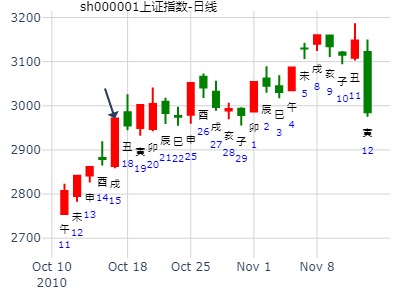 sh000001上证指数-日线
3200
3100
3000
2900
2800
2700
午
11
未
12
申
13
酉
14
戌
15
丑
18
寅
19
卯
20
辰
21
巳
22
申
25
酉
26
戌
27
亥
28
子
29
卯
1
辰
2
巳
3
午
4
未
5
戌
8
亥
9
子
10
丑
11
寅
12
Oct 10 Oct 18 Oct 25 Nov 1 Nov 8
2010